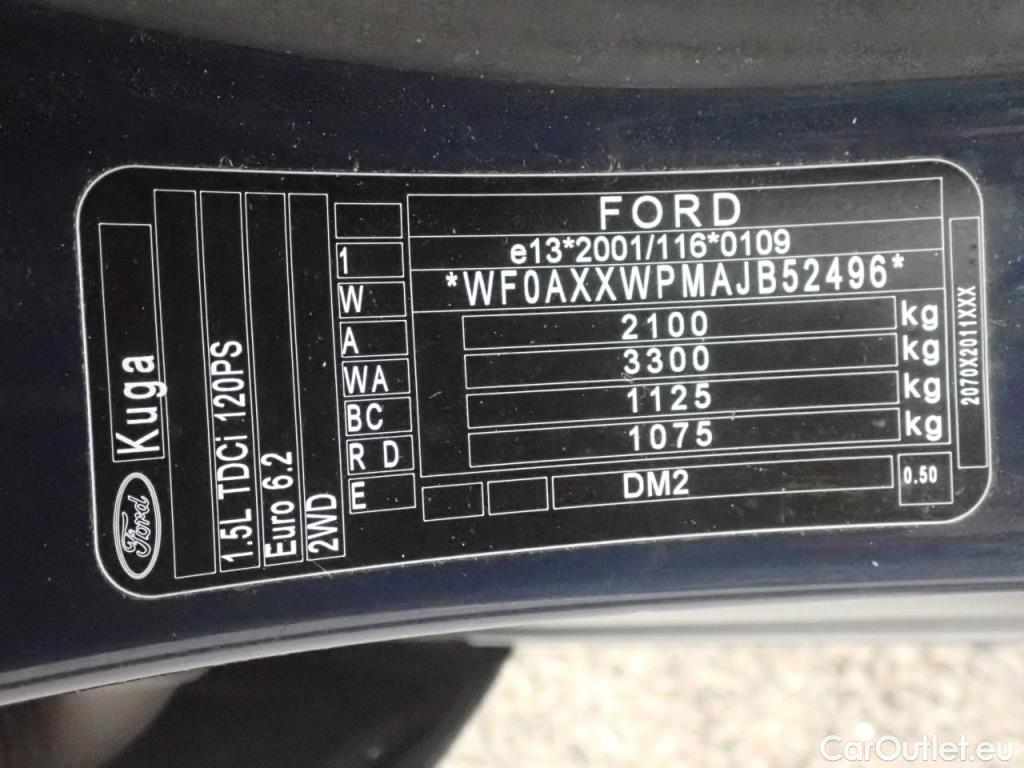 Ford
Kuga
1.5L TDCi 120PS
Euro 6.2
2WD
1
W
A
WA
BC
R D
E
FORD
e13*2001/116*0109
*WF0AXXWPMAJB52496*
2100 kg
3300 kg
1125 kg
1075 kg
DM2
0.50
2070X2011XXX
CarOutlet.eu